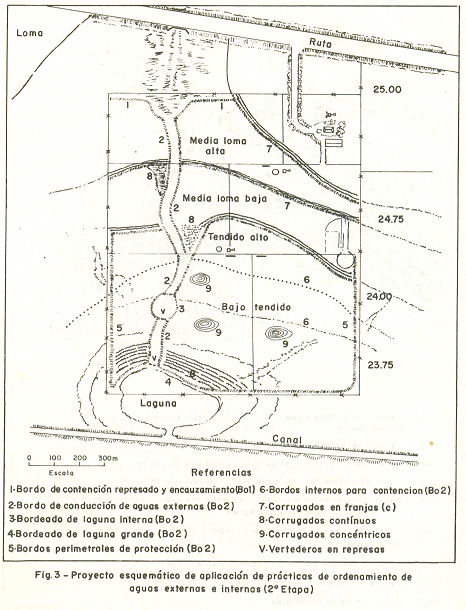 Loma
Ruta
25.00
1
1
2
Media loma
alta
7
8
Media loma baja
7
2
24.75
8
Tendido alto
2
6
9
24.00
Bajo tendido
3
V
5
6
5
2
9
9
23.75
V
8
4
Laguna
Canal
0 100 300m
Escala
Referencias
1-Bordo de contención represado y encauzamiento(Bo1)
2-Bordo de conducción de aguas externas (Bo2)
3-Bordeado de laguna interna (Bo2)
4-Bordeado de laguna grande (Bo2)
5-Bordos perimetrales de protección (Bo2)
6-Bordos internos para contencion (Bo2)
7-Corrugados en franjas (c)
8-Corrugados contínuos
9-Corrugados concéntricos
V-Vertederos en represas
Fig. 3 - Proyecto esquemático de aplicación de prácticas de ordenamiento de
aguas externas e internas (2º Etapa)